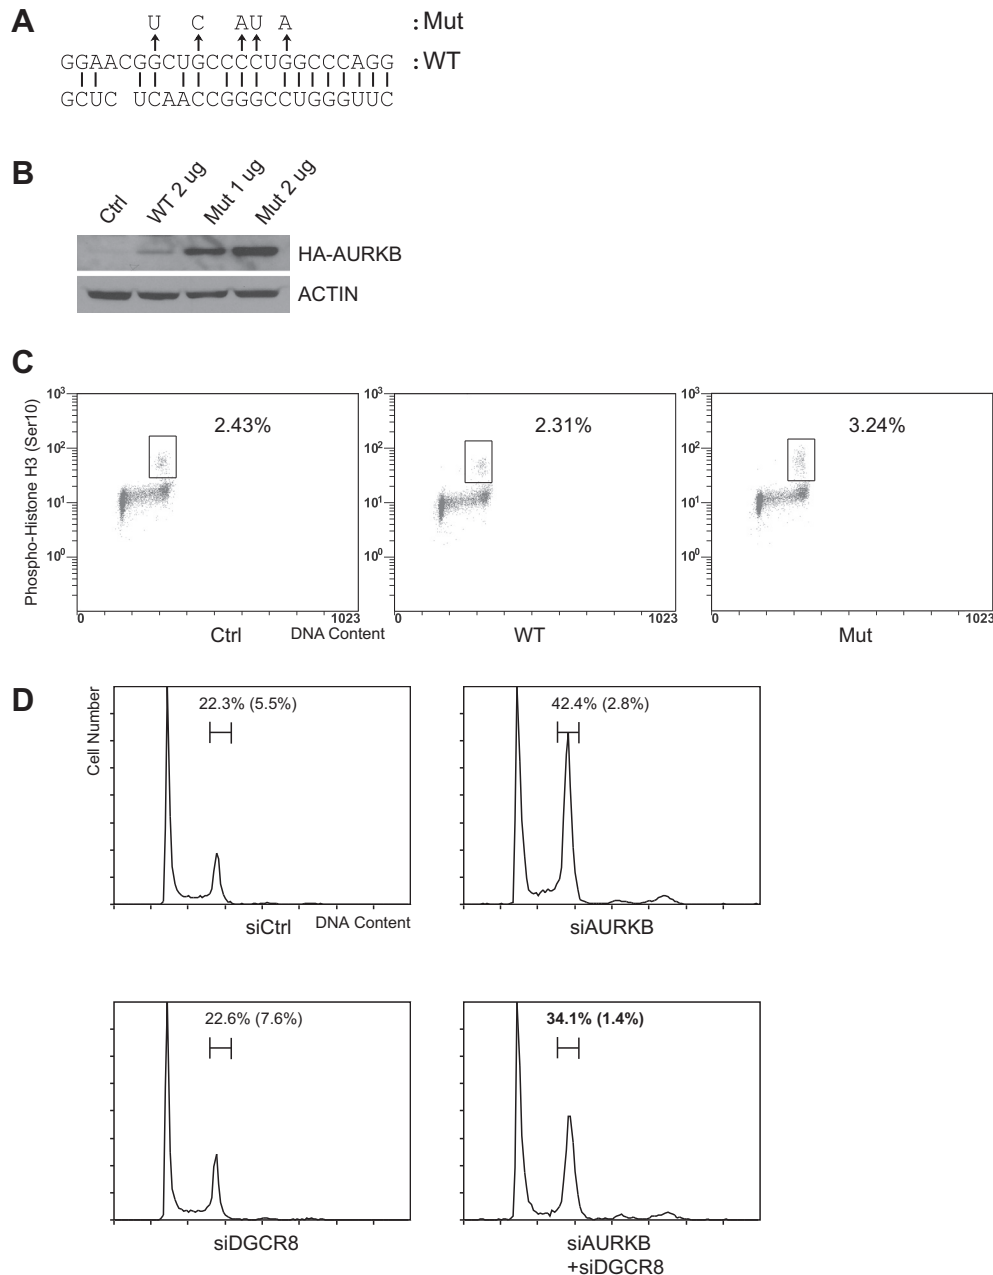 A
U C AU A :Mut
GGAACGGCUGCCCCUGGCCCAGG :WT
GCUC UCAACCGGGCCUGGGUUC
B
Ctrl
WT 2 ug
Mut 1 ug
Mut 2 ug
HA-AURKB
ACTIN
C
Phospho-Histone H3 (Ser10)
10³
10²
10¹
10⁰
0 1023
2.43%
Ctrl
DNA Content
10³
10²
10¹
10⁰
0 1023
2.31%
WT
10³
10²
10¹
10⁰
0 1023
3.24%
Mut
D
Cell Number
22.3% (5.5%)
siCtrl
DNA Content
42.4% (2.8%)
siAURKB
22.6% (7.6%)
siDGCR8
34.1% (1.4%)
siAURKB
+siDGCR8